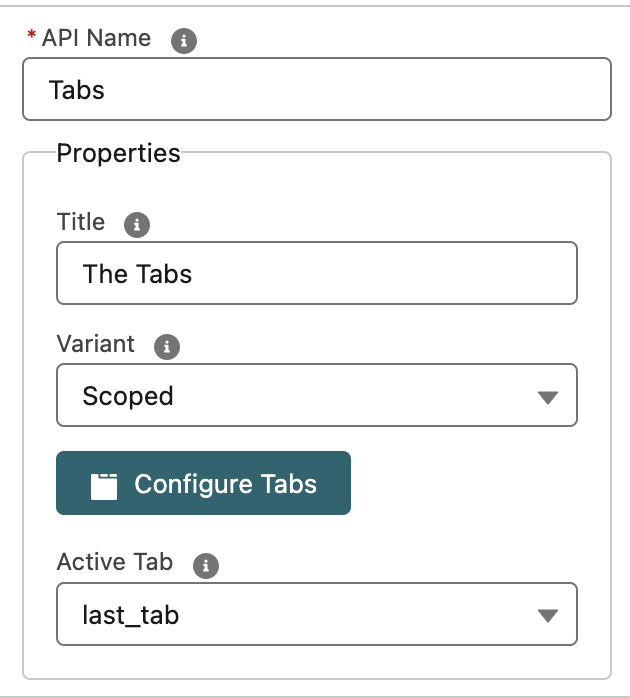 * API Name
Tabs
Properties
Title
The Tabs
Variant
Scoped
Configure Tabs
Active Tab
last_tab